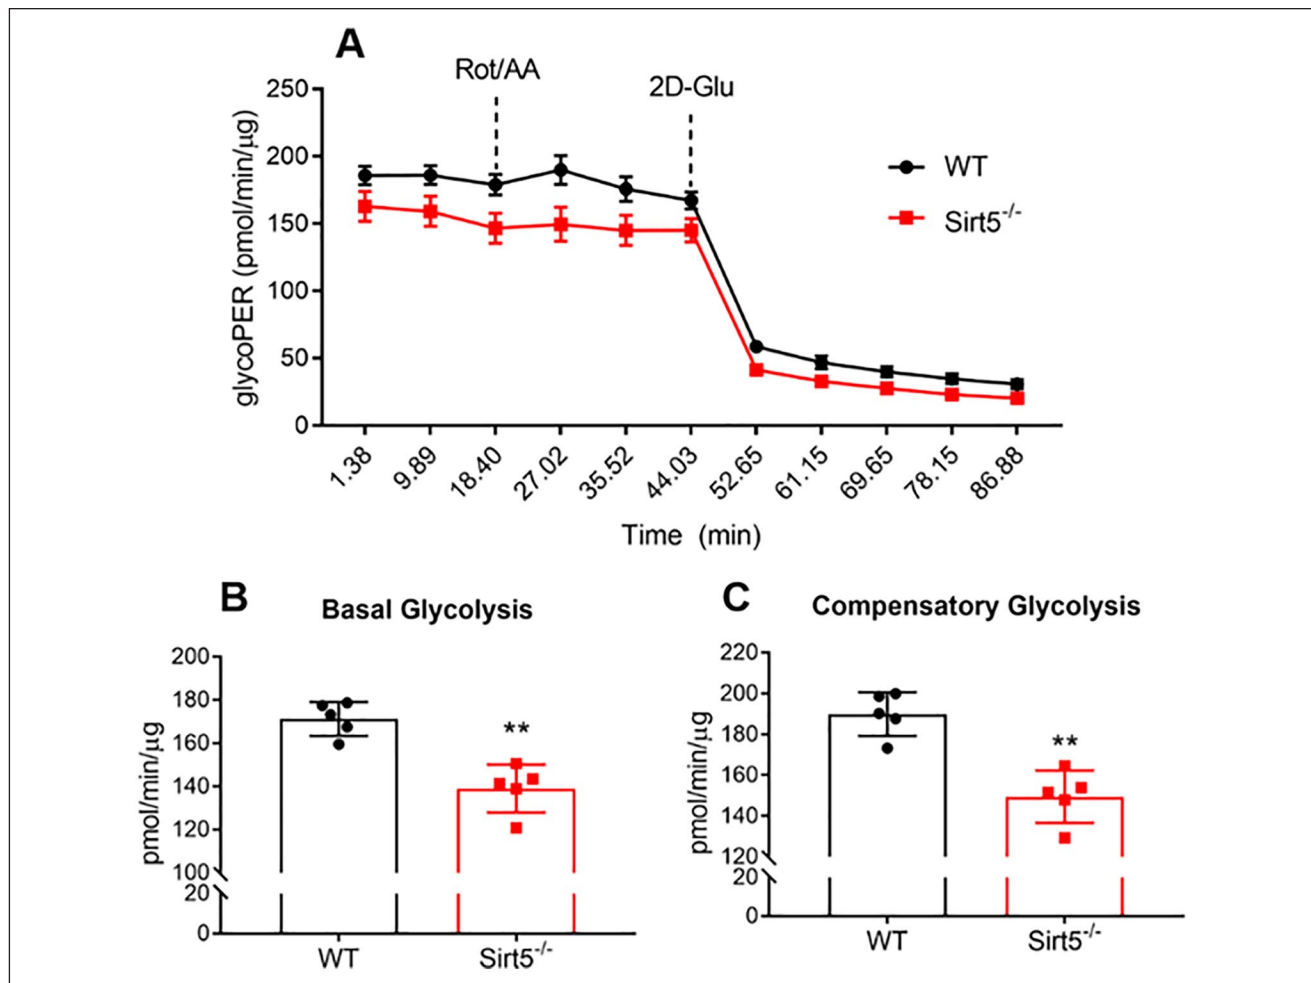 A
Rot/AA
2D-Glu
250
200
150
100
50
0
glycoPER (pmol/min/µg)
WT
Sirt5-/-
1.38
9.89
18.40
27.02
35.52
44.03
52.65
61.15
69.65
78.15
86.88
Time (min)
B
Basal Glycolysis
200
180
160
140
120
100
20
0
pmol/min/µg
**
WT
Sirt5-/-
C
Compensatory Glycolysis
220
200
180
160
140
120
20
0
pmol/min/µg
**
WT
Sirt5-/-